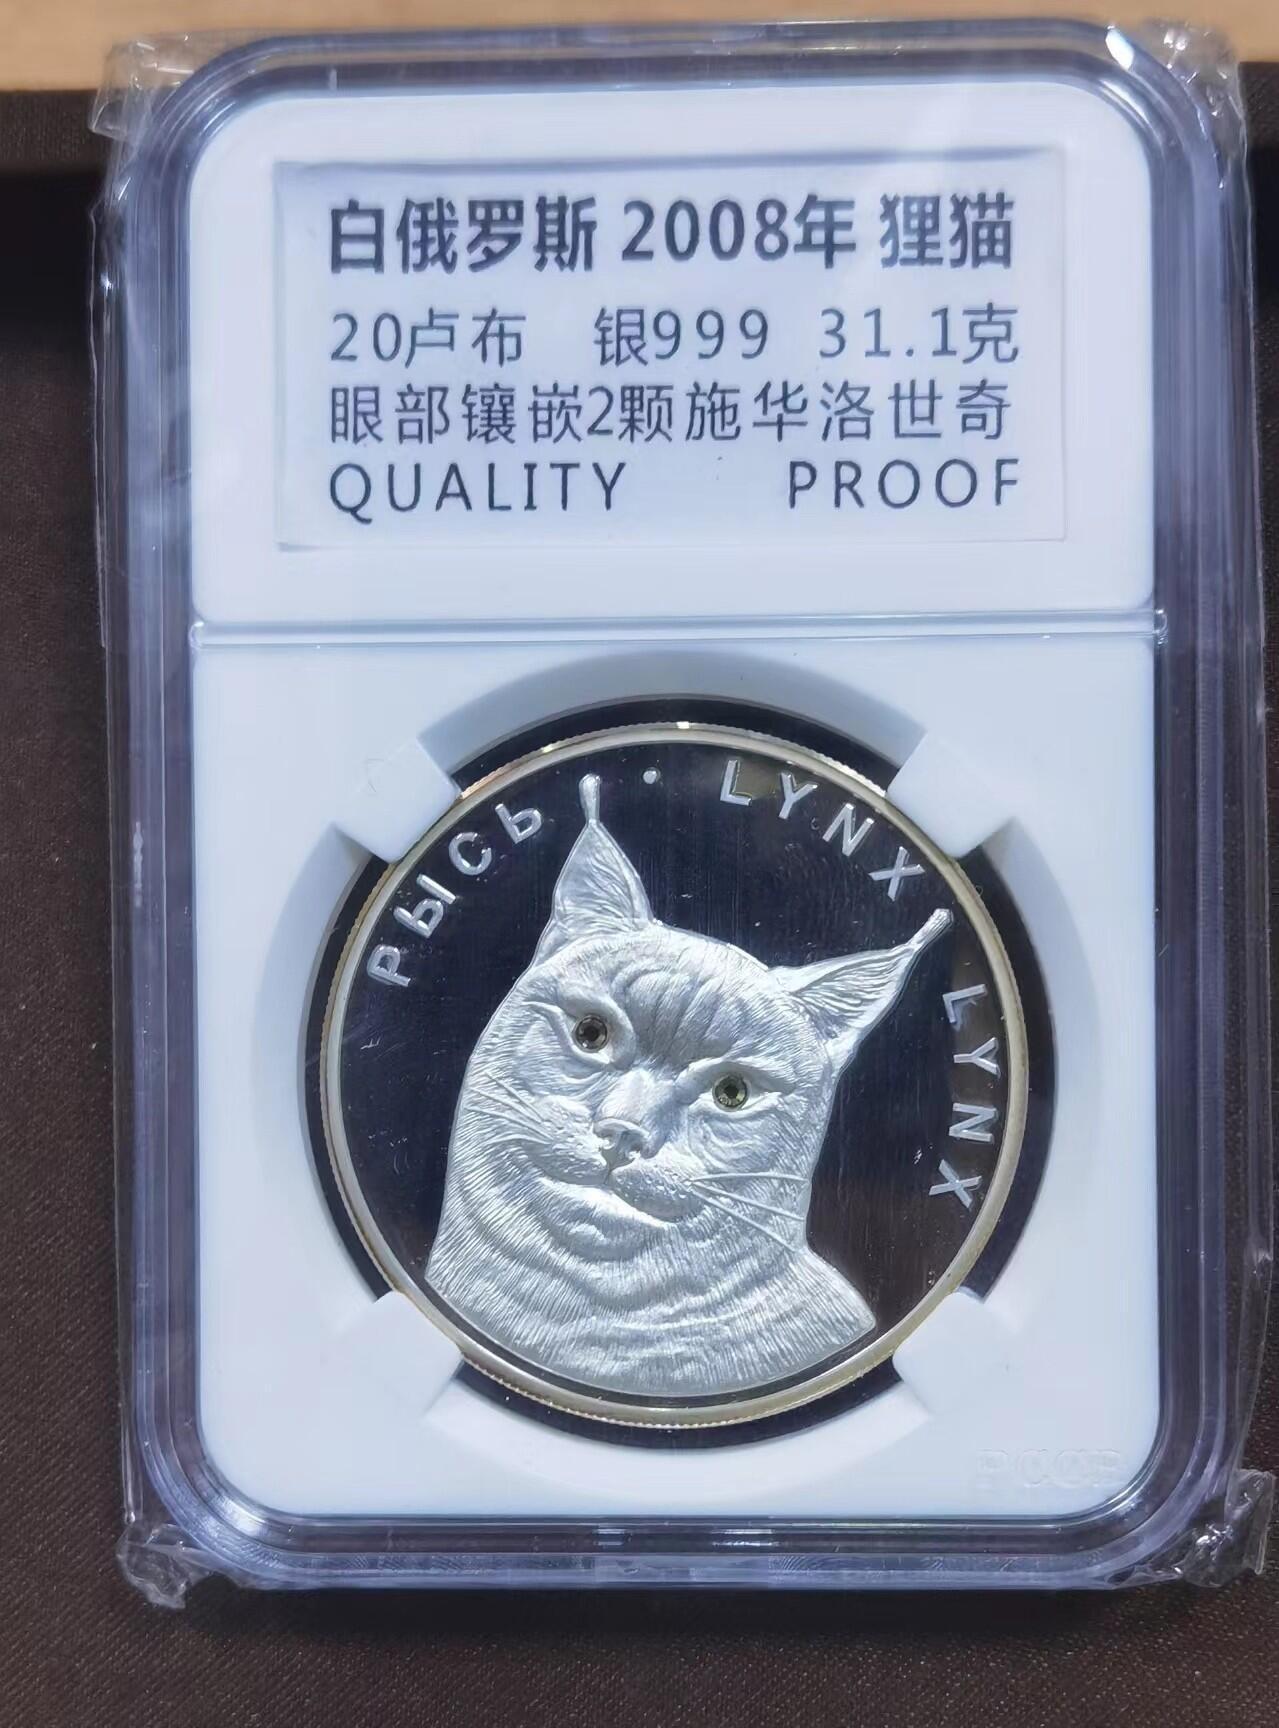 白俄罗斯 2008年 狸猫
20卢布 银999 31.1克
眼部镶嵌2颗施华洛世奇
QUALITY PROOF
РЫСЬ · LYNX LYNX
PCCB